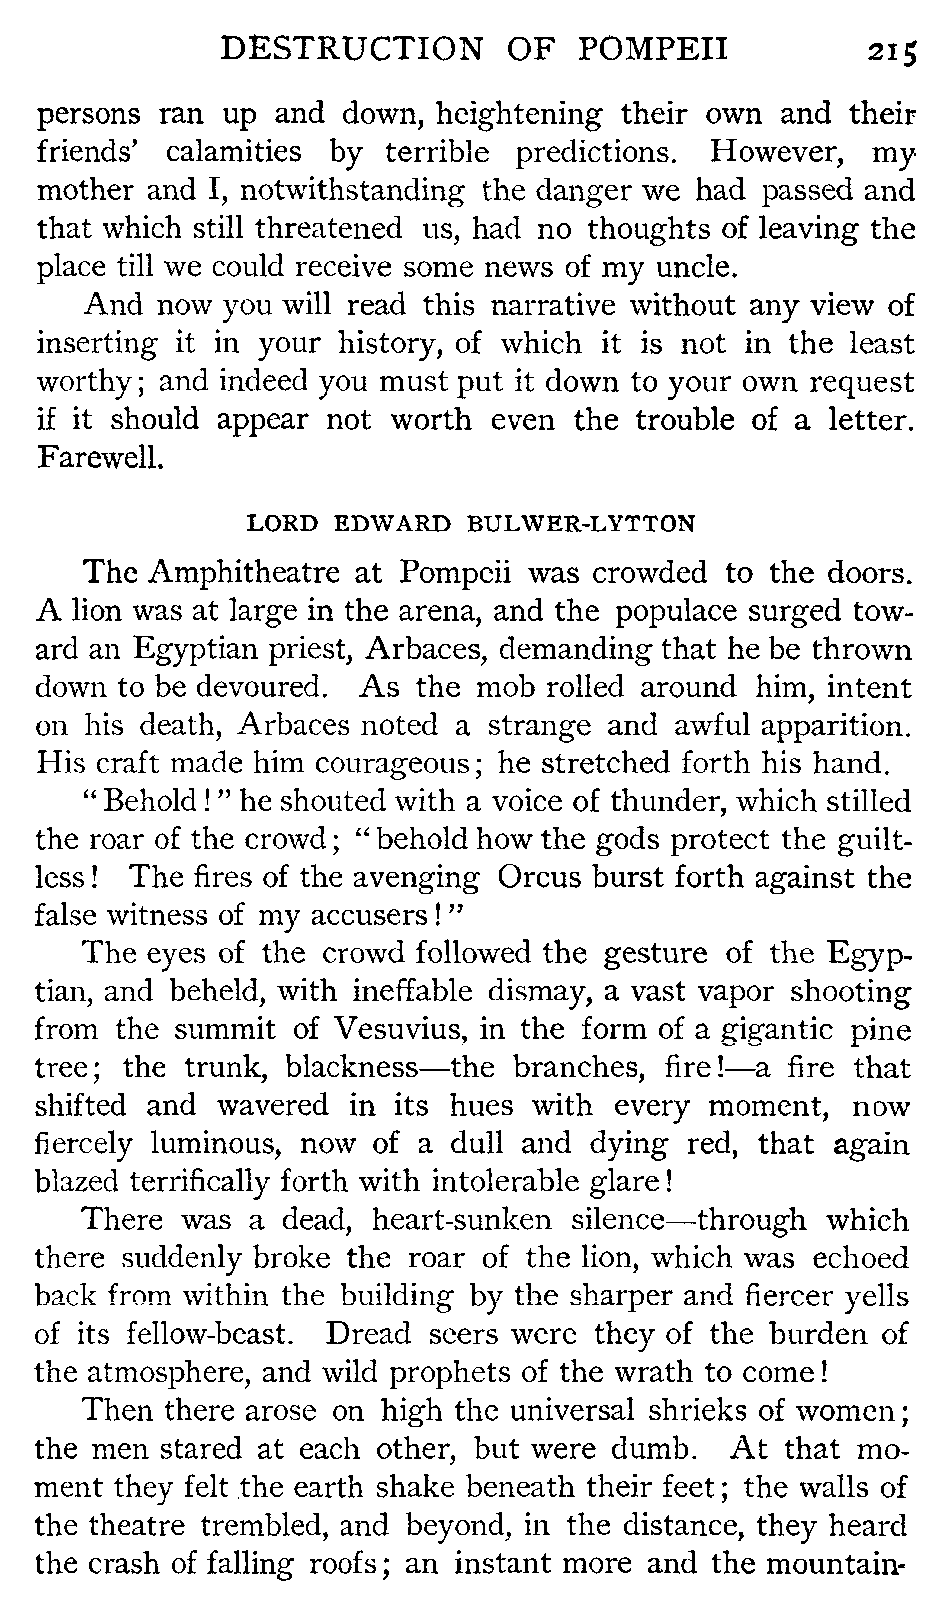 DESTRUCTION OF POMPEII 215
persons ran up and down, heightening their own and their
friends' calamities by terrible predictions. However, my
mother and I, notwithstanding the danger we had passed and
that which still threatened us, had no thoughts of leaving the
place till we could receive some news of my uncle.
And now you will read this narrative without any view of
inserting it in your history, of which it is not in the least
worthy; and indeed you must put it down to your own request
if it should appear not worth even the trouble of a letter.
Farewell.
LORD EDWARD BULWER-LYTTON
The Amphitheatre at Pompeii was crowded to the doors.
A lion was at large in the arena, and the populace surged tow-
ard an Egyptian priest, Arbaces, demanding that he be thrown
down to be devoured. As the mob rolled around him, intent
on his death, Arbaces noted a strange and awful apparition.
His craft made him courageous; he stretched forth his hand.
"Behold!" he shouted with a voice of thunder, which stilled
the roar of the crowd; "behold how the gods protect the guilt-
less! The fires of the avenging Orcus burst forth against the
false witness of my accusers!"
The eyes of the crowd followed the gesture of the Egyp-
tian, and beheld, with ineffable dismay, a vast vapor shooting
from the summit of Vesuvius, in the form of a gigantic pine
tree; the trunk, blackness—the branches, fire!—a fire that
shifted and wavered in its hues with every moment, now
fiercely luminous, now of a dull and dying red, that again
blazed terrifically forth with intolerable glare!
There was a dead, heart-sunken silence—through which
there suddenly broke the roar of the lion, which was echoed
back from within the building by the sharper and fiercer yells
of its fellow-beast. Dread seers were they of the burden of
the atmosphere, and wild prophets of the wrath to come!
Then there arose on high the universal shrieks of women;
the men stared at each other, but were dumb. At that mo-
ment they felt the earth shake beneath their feet; the walls of
the theatre trembled, and beyond, in the distance, they heard
the crash of falling roofs; an instant more and the mountain-